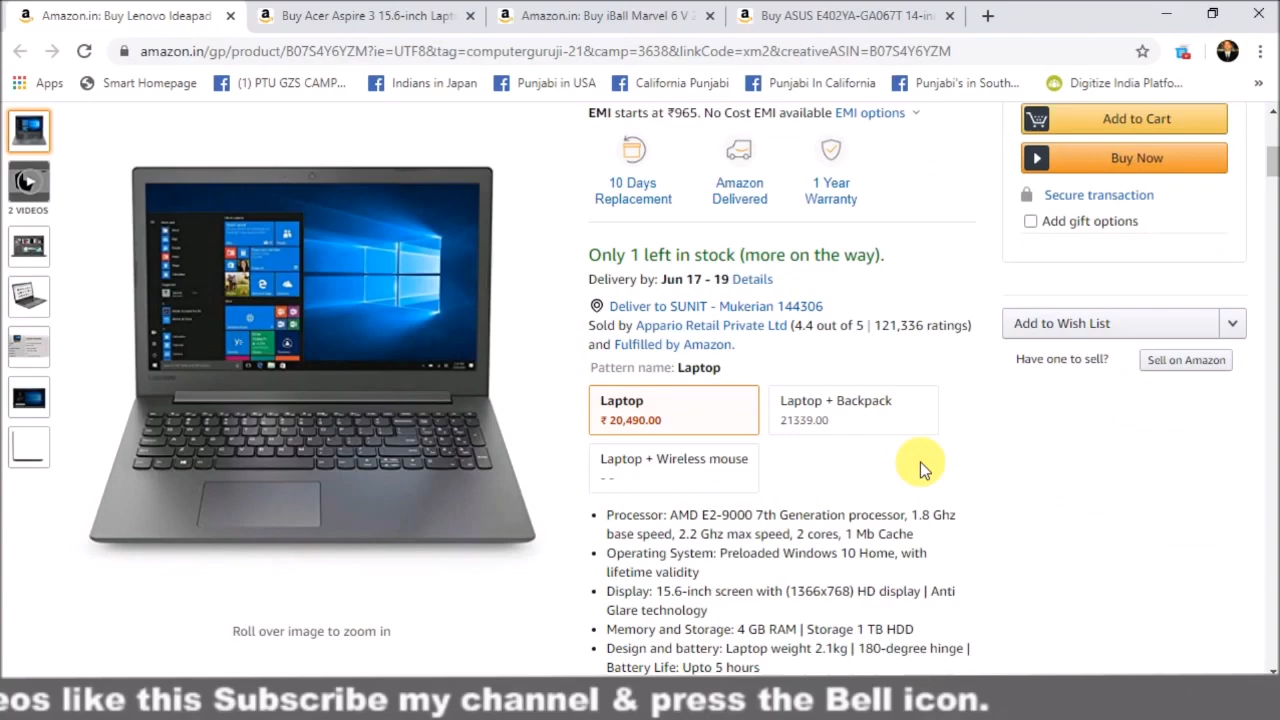 Amazon.in: Buy Lenovo Ideapad
Buy Acer Aspire 3 15.6-inch Lapt
Amazon.in: Buy iBall Marvel 6 V 2
Buy ASUS E402YA-GA067T 14-in
amazon.in/gp/product/B07S4Y6YZM?ie=UTF8&tag=computerguruji-21&camp=3638&linkCode=xm2&creativeASIN=B07S4Y6YZM
Apps
Smart Homepage
(1) PTU GZS CAMP...
Indians in Japan
Punjabi in USA
California Punjabi
Punjabi In California
Punjabi's in South...
Digitize India Platfo...
2 VIDEOS
Roll over image to zoom in
EMI starts at ₹965. No Cost EMI available EMI options
10 Days
Replacement
Amazon
Delivered
1 Year
Warranty
Only 1 left in stock (more on the way).
Delivery by: Jun 17 - 19 Details
Deliver to SUNIT - Mukerian 144306
Sold by Appario Retail Private Ltd (4.4 out of 5 | 121,336 ratings)
and Fulfilled by Amazon.
Pattern name: Laptop
Laptop
₹ 20,490.00
Laptop + Backpack
21339.00
Laptop + Wireless mouse
- -
Processor: AMD E2-9000 7th Generation processor, 1.8 Ghz
base speed, 2.2 Ghz max speed, 2 cores, 1 Mb Cache
Operating System: Preloaded Windows 10 Home, with
lifetime validity
Display: 15.6-inch screen with (1366x768) HD display | Anti
Glare technology
Memory and Storage: 4 GB RAM | Storage 1 TB HDD
Design and battery: Laptop weight 2.1kg | 180-degree hinge |
Battery Life: Upto 5 hours
Add to Cart
Buy Now
Secure transaction
Add gift options
Add to Wish List
Have one to sell?
Sell on Amazon
eos like this Subscribe my channel & press the Bell icon.